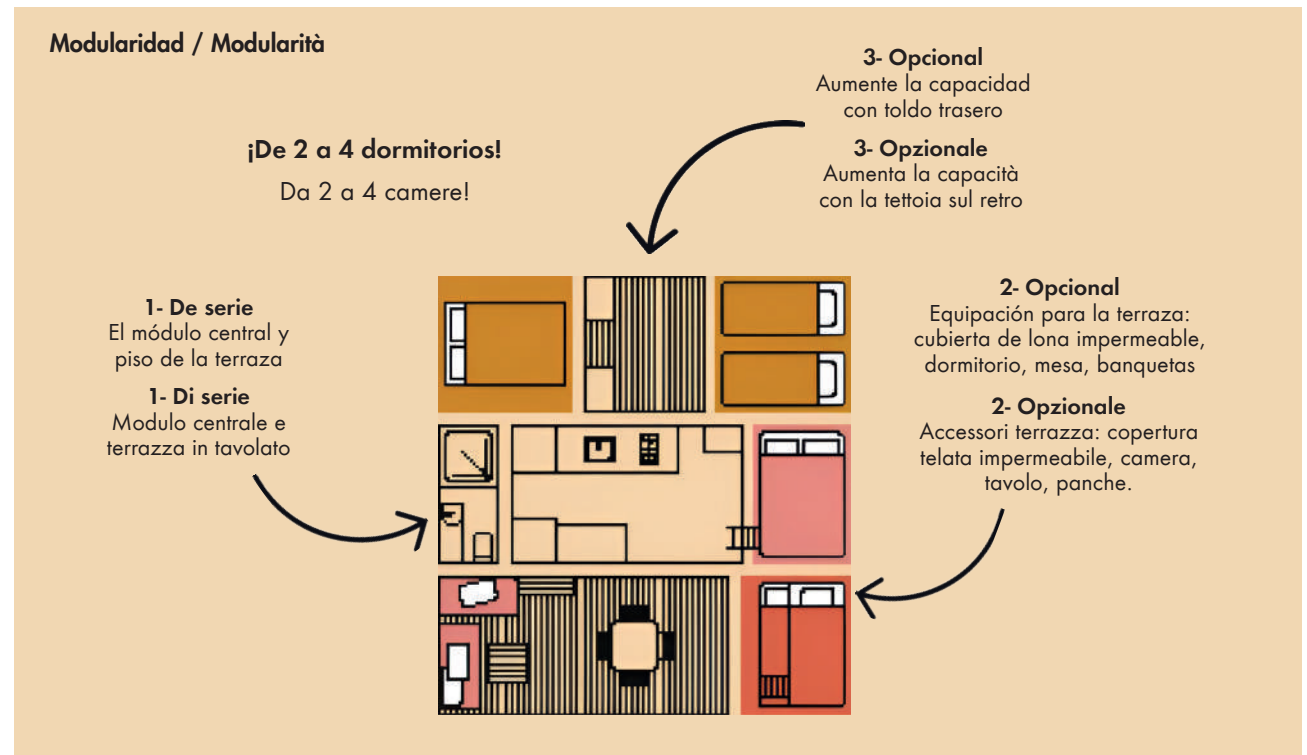 Modularidad / Modularità
¡De 2 a 4 dormitorios!
Da 2 a 4 camere!
3- Opcional
Aumente la capacidad
con toldo trasero
3- Opzionale
Aumenta la capacità
con la tettoia sul retro
1- De serie
El módulo central y
piso de la terraza
1- Di serie
Modulo centrale e
terrazza in tavolato
2- Opcional
Equipación para la terraza:
cubierta de lona impermeable,
dormitorio, mesa, banquetas
2- Opzionale
Accessori terrazza: copertura
telata impermeabile, camera,
tavolo, panche.